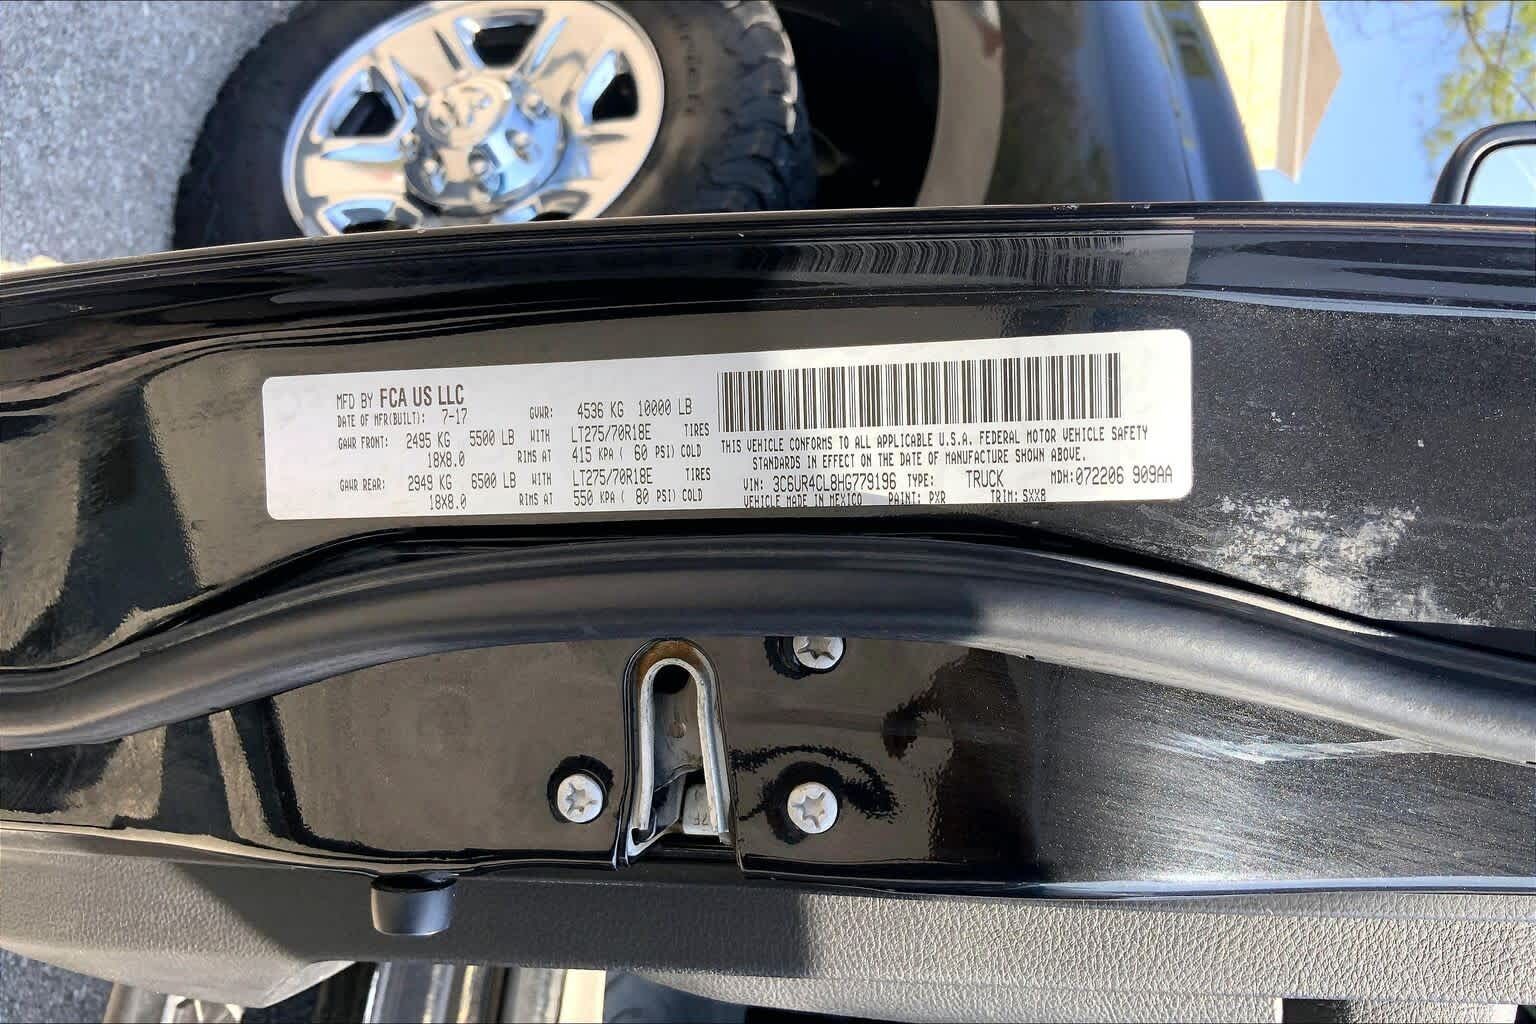 MFD BY FCA US LLC
DATE OF MFR(BUILT): 7-17 GVWR: 4536 KG 10000 LB
GAWR FRONT: 2495 KG 5500 LB WITH LT275/70R18E TIRES
18X8.0 RIMS AT 415 KPA ( 60 PSI) COLD
GAWR REAR: 2949 KG 6500 LB WITH LT275/70R18E TIRES
18X8.0 RIMS AT 550 KPA ( 80 PSI) COLD
THIS VEHICLE CONFORMS TO ALL APPLICABLE U.S.A. FEDERAL MOTOR VEHICLE SAFETY
STANDARDS IN EFFECT ON THE DATE OF MANUFACTURE SHOWN ABOVE.
VIN: 3C6UR4CL8HG779196 TYPE: TRUCK MDH:072206 909AA
VEHICLE MADE IN MEXICO PAINT: PXR TRIM: SXX8